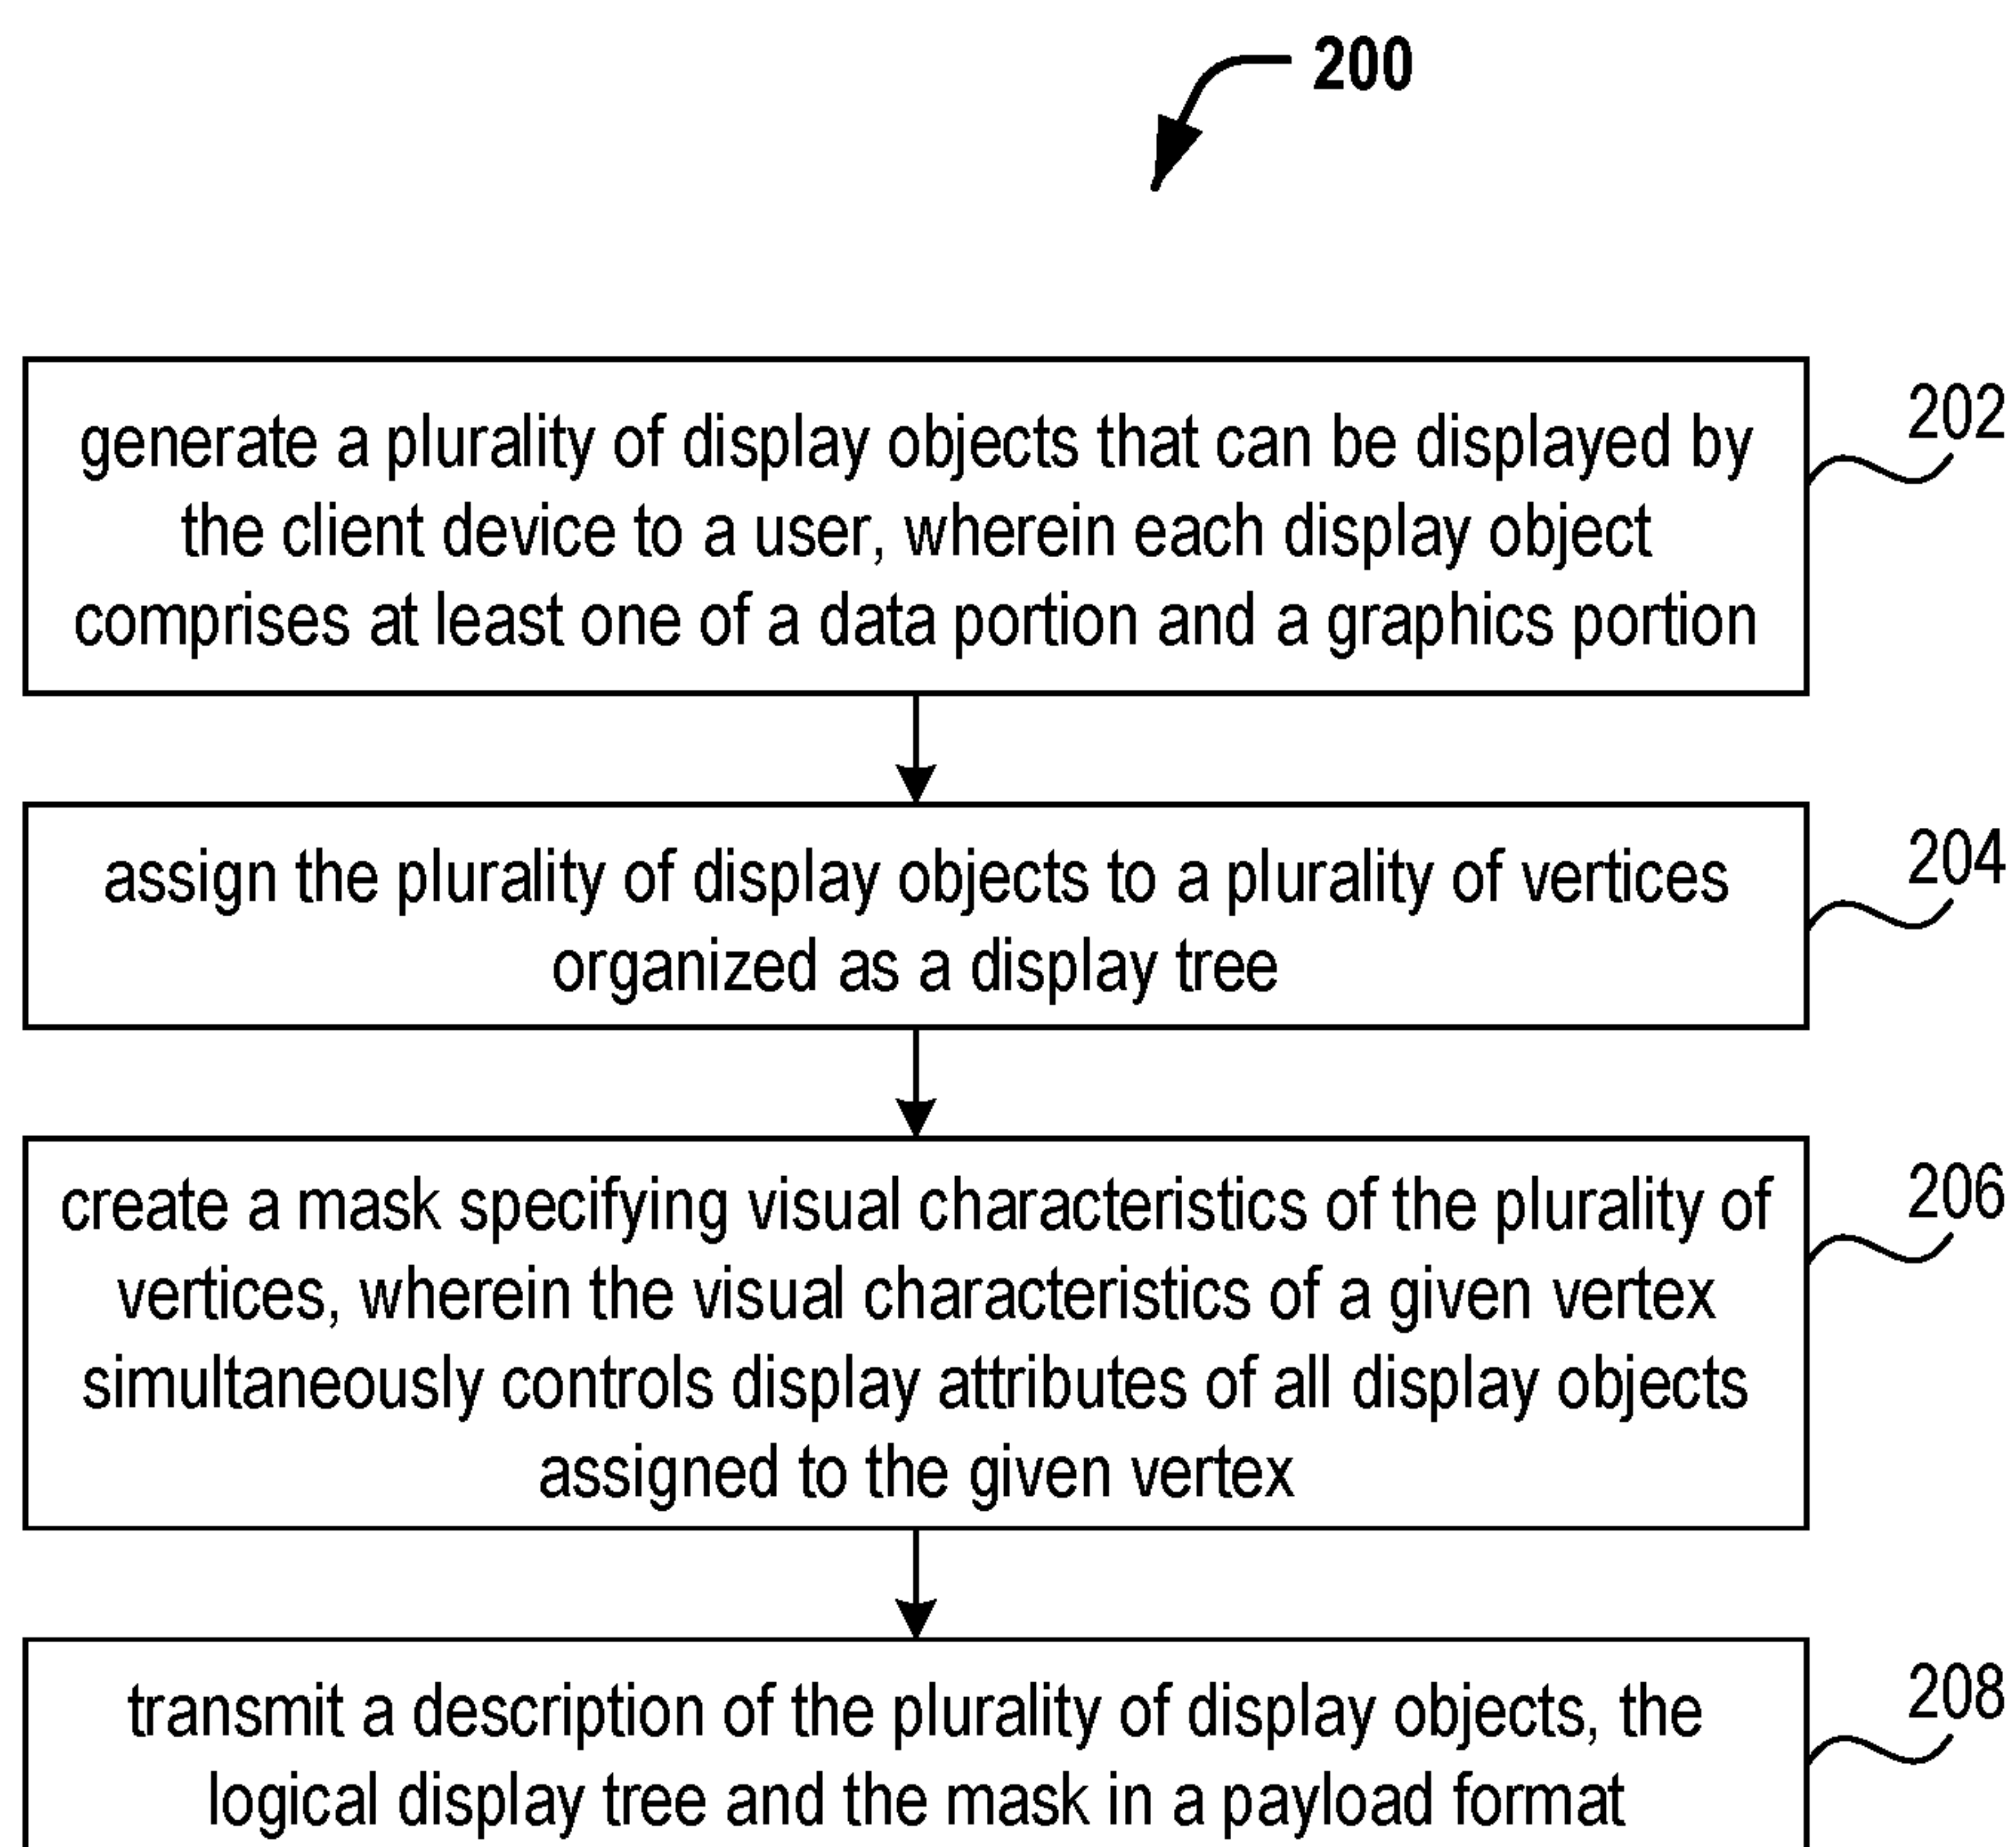 200
generate a plurality of display objects that can be displayed by
the client device to a user, wherein each display object
comprises at least one of a data portion and a graphics portion
202
assign the plurality of display objects to a plurality of vertices
organized as a display tree
204
create a mask specifying visual characteristics of the plurality of
vertices, wherein the visual characteristics of a given vertex
simultaneously controls display attributes of all display objects
assigned to the given vertex
206
transmit a description of the plurality of display objects, the
logical display tree and the mask in a payload format
208